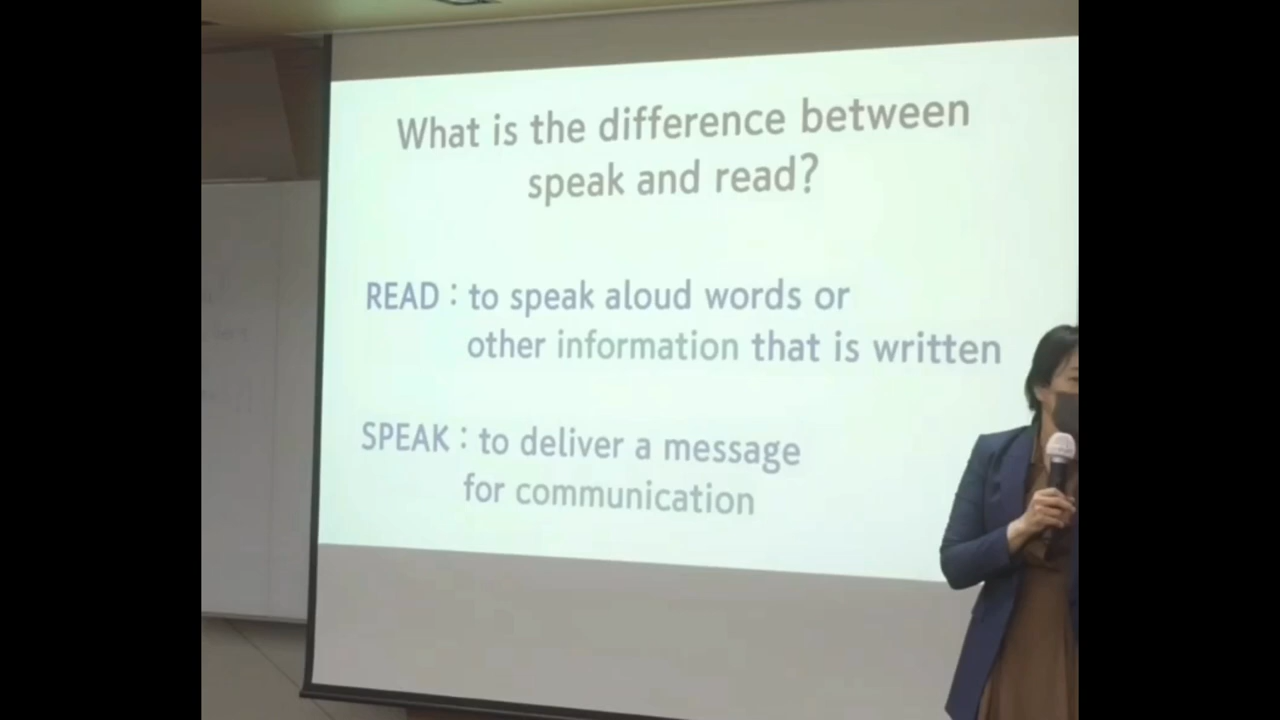 What is the difference between
speak and read?
READ : to speak aloud words or
other information that is written
SPEAK : to deliver a message
for communication